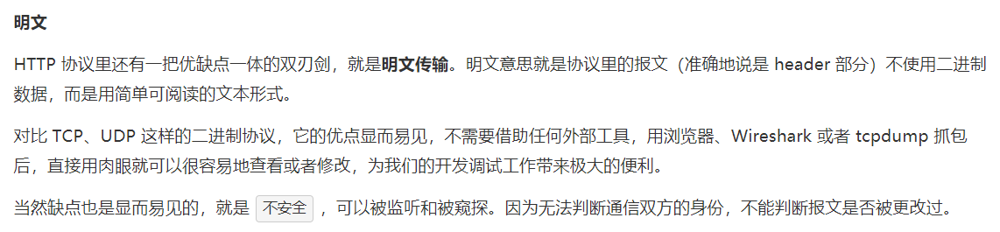 明文
HTTP 协议里还有一把优缺点一体的双刃剑，就是明文传输。明文意思就是协议里的报文（准确地说是 header 部分）不使用二进制
数据，而是用简单可阅读的文本形式。
对比 TCP、UDP 这样的二进制协议，它的优点显而易见，不需要借助任何外部工具，用浏览器、Wireshark 或者 tcpdump 抓包
后，直接用肉眼就可以很容易地查看或者修改，为我们的开发调试工作带来极大的便利。
当然缺点也是显而易见的，就是 不安全 ，可以被监听和被窥探。因为无法判断通信双方的身份，不能判断报文是否被更改过。